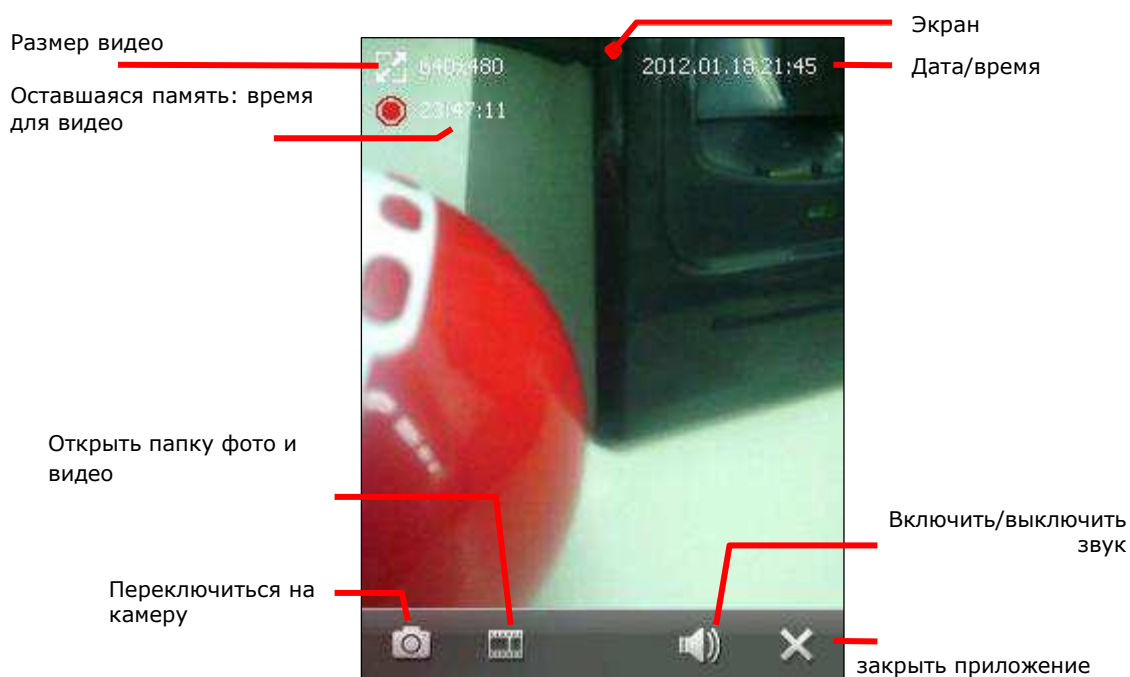 Экран
Размер видео
640x480
2012.01.18 21:45
Дата/время
Оставшаяся память: время
для видео
23:47:11
Открыть папку фото и
видео
Включить/выключить
звук
Переключиться на
камеру
закрыть приложение